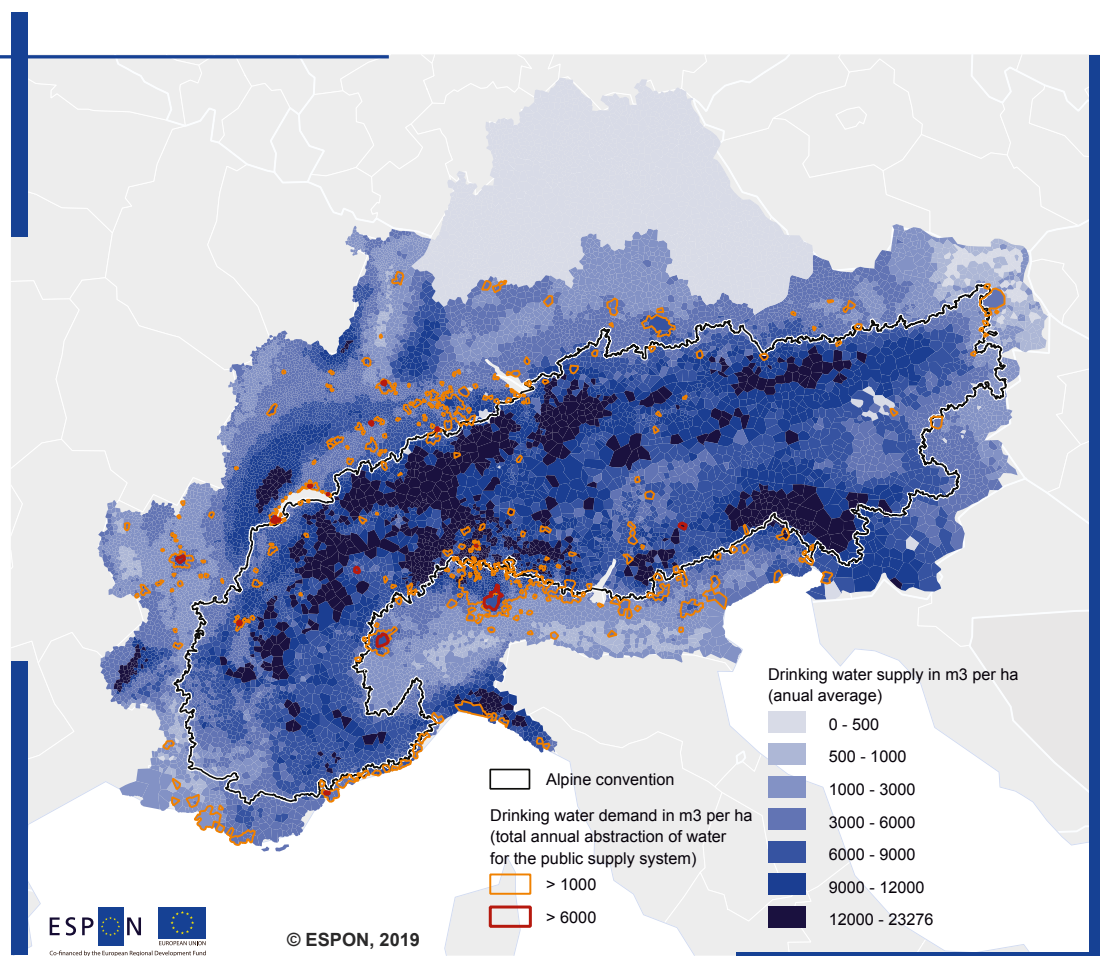 Drinking water supply in m3 per ha
(anual average)
0 - 500
500 - 1000
1000 - 3000
3000 - 6000
6000 - 9000
9000 - 12000
12000 - 23276
Alpine convention
Drinking water demand in m3 per ha
(total annual abstraction of water
for the public supply system)
> 1000
> 6000
ESPON
EUROPEAN UNION
Co-financed by the European Regional Development Fund
© ESPON, 2019